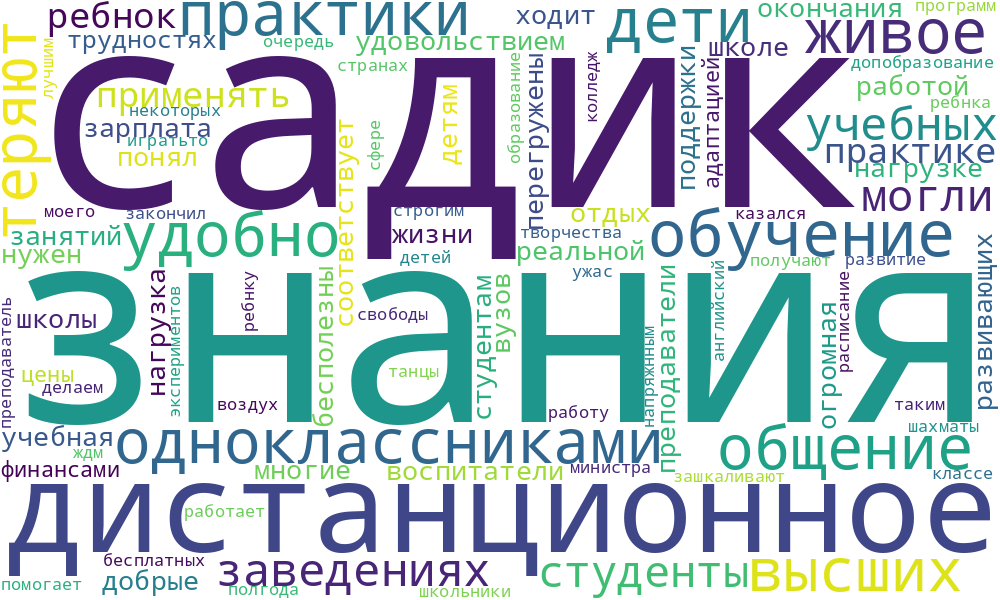 ребнок
практики
ходит
дети
окончания
программ
трудностях
очередь
удовольствием
школе
живое
лучшим
теряют
странах
садик
допобразование
применять
некоторых
работой
ребнка
зарплата
игратьто
понял
сфере
детям
образование
перегружены
колледж
поддержки
адаптацией
учебных
практике
нагрузке
соответствует
моего
закончил
строгим
отдых
казался
могли
занятий
удобно
жизни
творчества
обучение
нужен
детей
реальной
ужас
получают
развитие
знания
школы
преподаватель
нагрузка
экспериментов
ребнку
бесполезны
свободы
студентам
вузов
напряжнным
преподаватели
английский
огромная
расписание
развивающих
цены
делаем
танцы
воздух
работу
таким
шахматы
учебная
ждм
одноклассниками
общение
финансами
многие
воспитатели
министра
зашкаливают
классе
дистанционное
работает
бесплатных
помогает
добрые
полгода
заведениях
школьники
студенты
высших